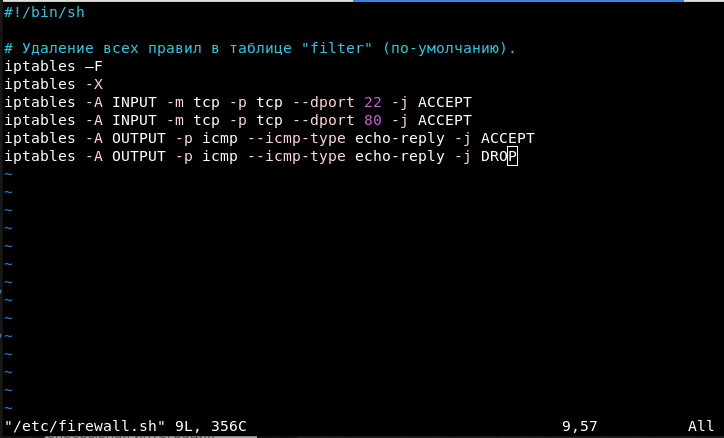 #!/bin/sh
# Удаление всех правил в таблице "filter" (по-умолчанию).
iptables –F
iptables -X
iptables -A INPUT -m tcp -p tcp --dport 22 -j ACCEPT
iptables -A INPUT -m tcp -p tcp --dport 80 -j ACCEPT
iptables -A OUTPUT -p icmp --icmp-type echo-reply -j ACCEPT
iptables -A OUTPUT -p icmp --icmp-type echo-reply -j DROP
~
~
~
~
~
~
~
~
~
~
~
~
~
~
"/etc/firewall.sh" 9L, 356C 9,57 All